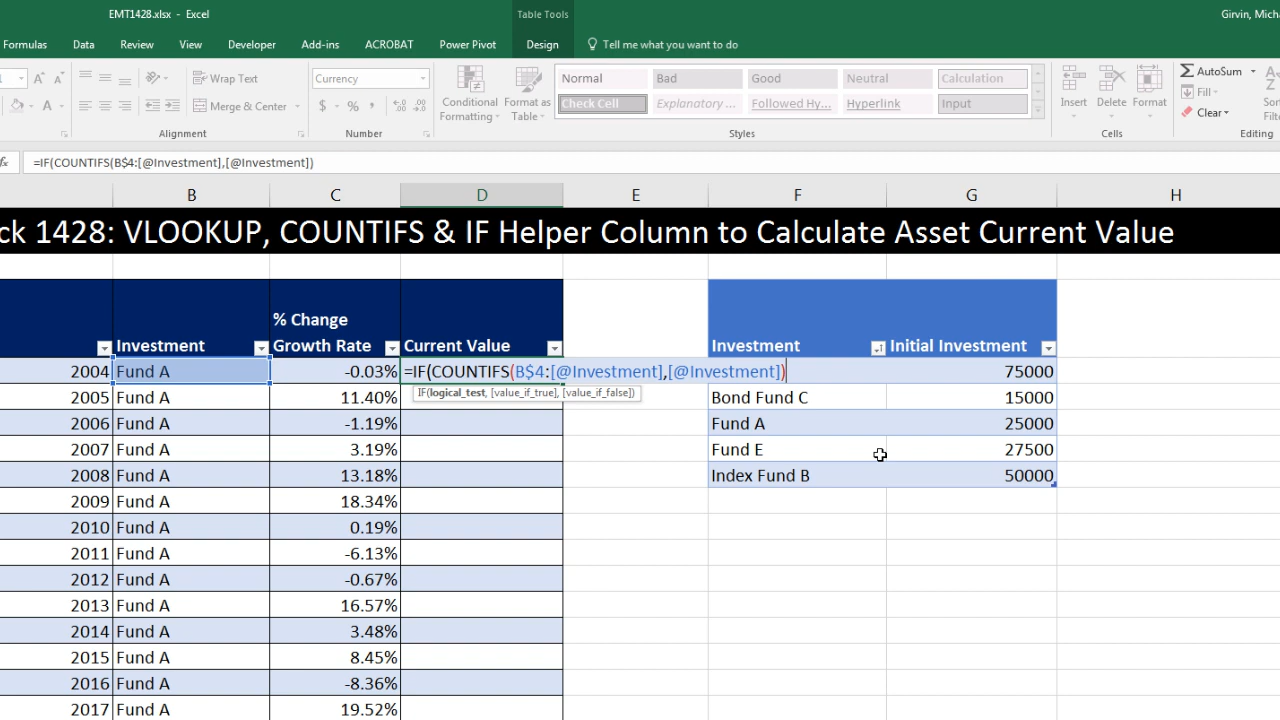 EMT1428.xlsx - Excel
Table Tools
Girvin, Mich
Formulas Data Review View Developer Add-ins ACROBAT Power Pivot Design Tell me what you want to do
Wrap Text
Merge & Center
Alignment
Currency
$ % ,
Number
Conditional Formatting
Format as Table
Normal Bad Good Neutral Calculation
Check Cell Explanatory ... Followed Hy... Hyperlink Input
Styles
Insert Delete Format
Cells
AutoSum
Fill
Clear
Editing
fx =IF(COUNTIFS(B$4:[@Investment],[@Investment])
B C D E F G H
ck 1428: VLOOKUP, COUNTIFS & IF Helper Column to Calculate Asset Current Value
% Change
Investment Growth Rate Current Value Investment Initial Investment
2004 Fund A -0.03% =IF(COUNTIFS(B$4:[@Investment],[@Investment]) 75000
IF(logical_test, [value_if_true], [value_if_false])
2005 Fund A 11.40% Bond Fund C 15000
2006 Fund A -1.19% Fund A 25000
2007 Fund A 3.19% Fund E 27500
2008 Fund A 13.18% Index Fund B 50000
2009 Fund A 18.34%
2010 Fund A 0.19%
2011 Fund A -6.13%
2012 Fund A -0.67%
2013 Fund A 16.57%
2014 Fund A 3.48%
2015 Fund A 8.45%
2016 Fund A -8.36%
2017 Fund A 19.52%